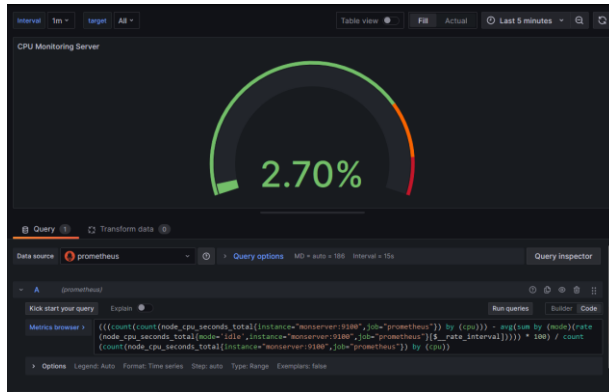 Interval 1m target All Table view Fill Actual Last 5 minutes
CPU Monitoring Server
2.70%
Query 1 Transform data 0
Data source prometheus Query options MD = auto = 186 Interval = 15s Query inspector
A (prometheus)
Kick start your query Explain Run queries Builder Code
Metrics browser > (((count(count(node_cpu_seconds_total{instance="monserver:9100",job="prometheus"}) by (cpu))) - avg(sum by (mode)(rate
(node_cpu_seconds_total{mode='idle',instance="monserver:9100",job="prometheus"}[$__rate_interval])))) * 100) / count
(count(node_cpu_seconds_total{instance="monserver:9100",job="prometheus"}) by (cpu))
> Options Legend: Auto Format: Time series Step: auto Type: Range Exemplars: false